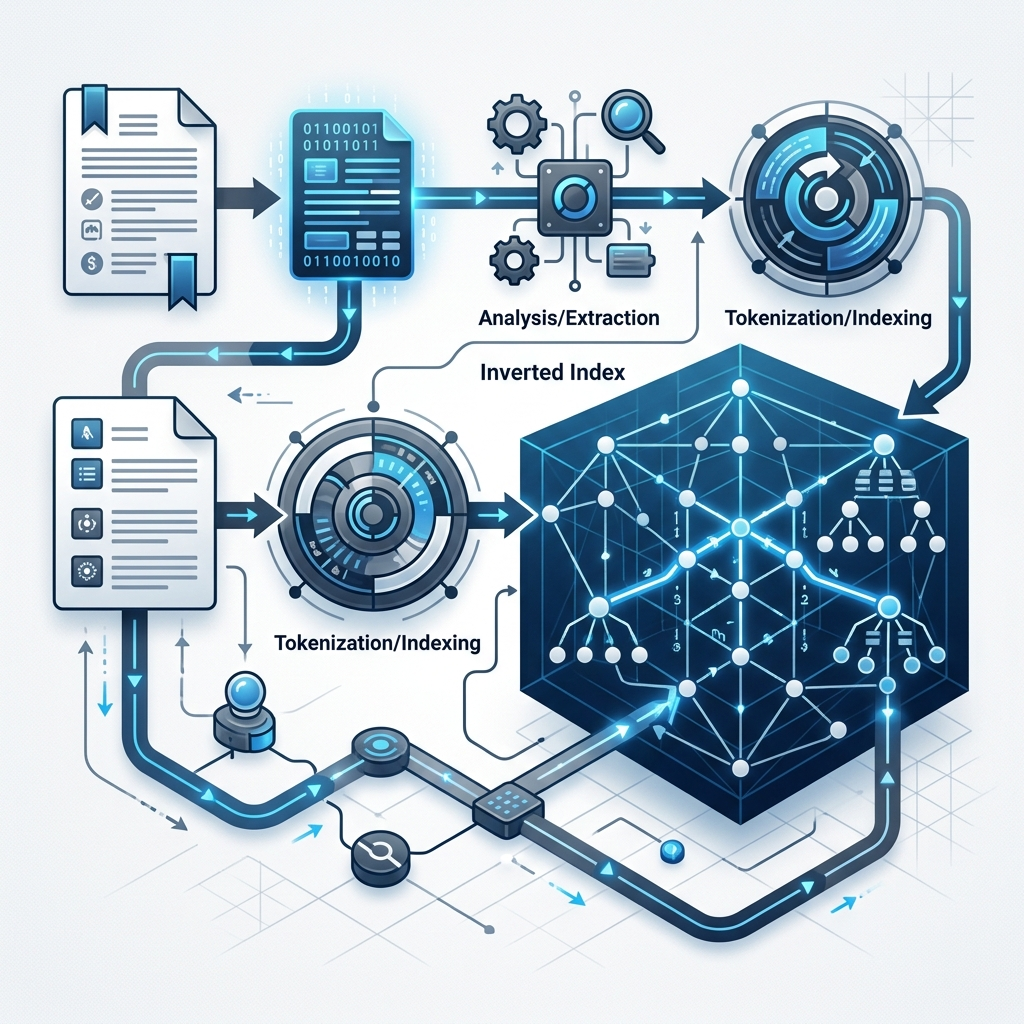 01100101
01011011
0110010010
Analysis/Extraction
Tokenization/Indexing
Inverted Index
Tokenization/Indexing